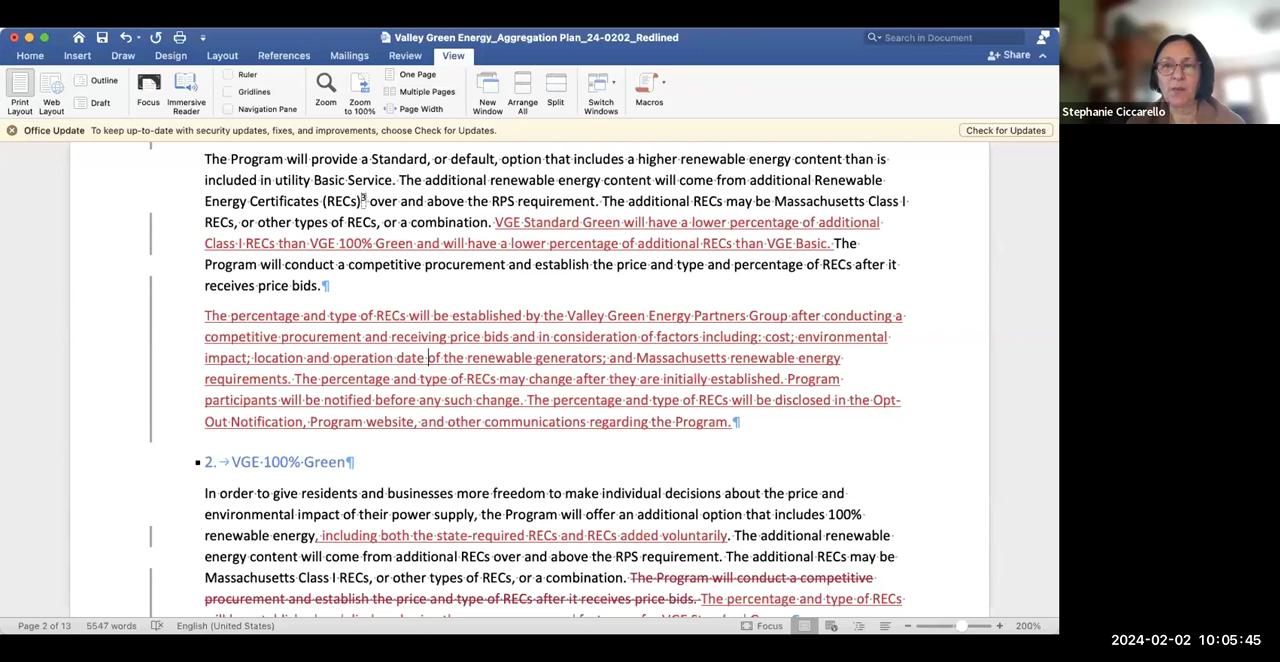 Valley Green Energy_Aggregation Plan_24-0202_Redlined
Search in Document
Home Insert Draw Design Layout References Mailings Review View
Share
Print Layout
Web Layout
Outline
Draft
Focus
Immersive Reader
Ruler
Gridlines
Navigation Pane
Zoom
Zoom to 100%
One Page
Multiple Pages
Page Width
New Window
Arrange All
Split
Switch Windows
Macros
Office Update To keep up-to-date with security updates, fixes, and improvements, choose Check for Updates.
Check for Updates
Stephanie Ciccarello
The Program will provide a Standard, or default, option that includes a higher renewable energy content than is
included in utility Basic Service. The additional renewable energy content will come from additional Renewable
Energy Certificates (RECs) over and above the RPS requirement. The additional RECs may be Massachusetts Class I
RECs, or other types of RECs, or a combination. VGE Standard Green will have a lower percentage of additional
Class I RECs than VGE 100% Green and will have a lower percentage of additional RECs than VGE Basic. The
Program will conduct a competitive procurement and establish the price and type and percentage of RECs after it
receives price bids.¶
The percentage and type of RECs will be established by the Valley Green Energy Partners Group after conducting a
competitive procurement and receiving price bids and in consideration of factors including: cost; environmental
impact; location and operation date of the renewable generators; and Massachusetts renewable energy
requirements. The percentage and type of RECs may change after they are initially established. Program
participants will be notified before any such change. The percentage and type of RECs will be disclosed in the Opt-
Out Notification, Program website, and other communications regarding the Program.¶
2. → VGE 100% Green¶
In order to give residents and businesses more freedom to make individual decisions about the price and
environmental impact of their power supply, the Program will offer an additional option that includes 100%
renewable energy, including both the state-required RECs and RECs added voluntarily. The additional renewable
energy content will come from additional RECs over and above the RPS requirement. The additional RECs may be
Massachusetts Class I RECs, or other types of RECs, or a combination. The Program will conduct a competitive
procurement and establish the price and type of RECs after it receives price bids. The percentage and type of RECs
Page 2 of 13 5547 words English (United States) Focus 200%
2024-02-02 10:05:45